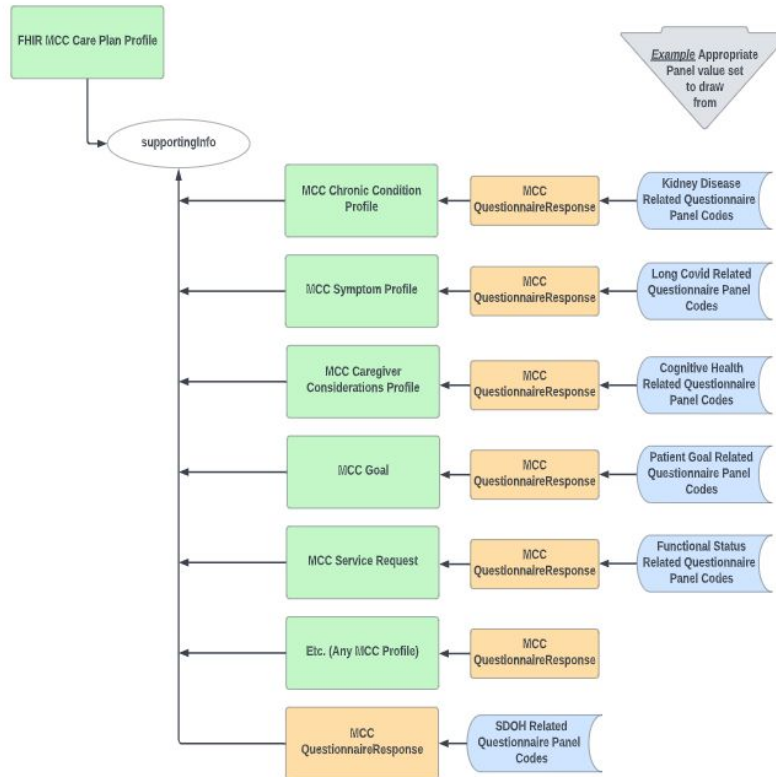 FHIR MCC Care Plan Profile
Example Appropriate
Panel value set
to draw
from
supportingInfo
MCC Chronic Condition
Profile
MCC
QuestionnaireResponse
Kidney Disease
Related Questionnaire
Panel Codes
MCC Symptom Profile
MCC
QuestionnaireResponse
Long Covid Related
Questionnaire Panel
Codes
MCC Caregiver
Considerations Profile
MCC
QuestionnaireResponse
Cognitive Health
Related Questionnaire
Panel Codes
MCC Goal
MCC
QuestionnaireResponse
Patient Goal Related
Questionnaire Panel
Codes
MCC Service Request
MCC
QuestionnaireResponse
Functional Status
Related Questionnaire
Panel Codes
Etc. (Any MCC Profile)
MCC
QuestionnaireResponse
MCC
QuestionnaireResponse
SDOH Related
Questionnaire Panel
Codes